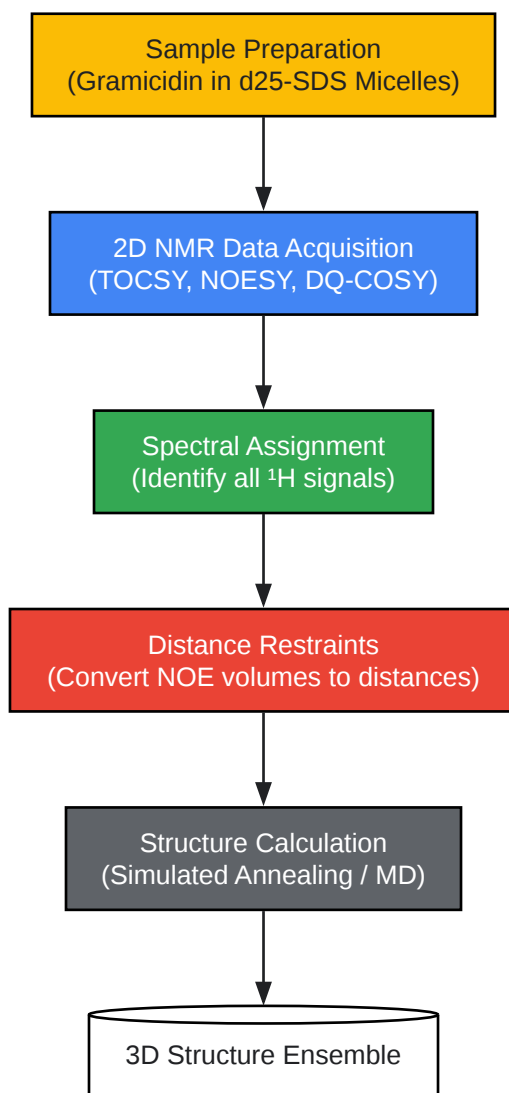 Sample Preparation
(Gramicidin in d25-SDS Micelles)
2D NMR Data Acquisition
(TOCSY, NOESY, DQ-COSY)
Spectral Assignment
(Identify all ¹H signals)
Distance Restraints
(Convert NOE volumes to distances)
Structure Calculation
(Simulated Annealing / MD)
3D Structure Ensemble